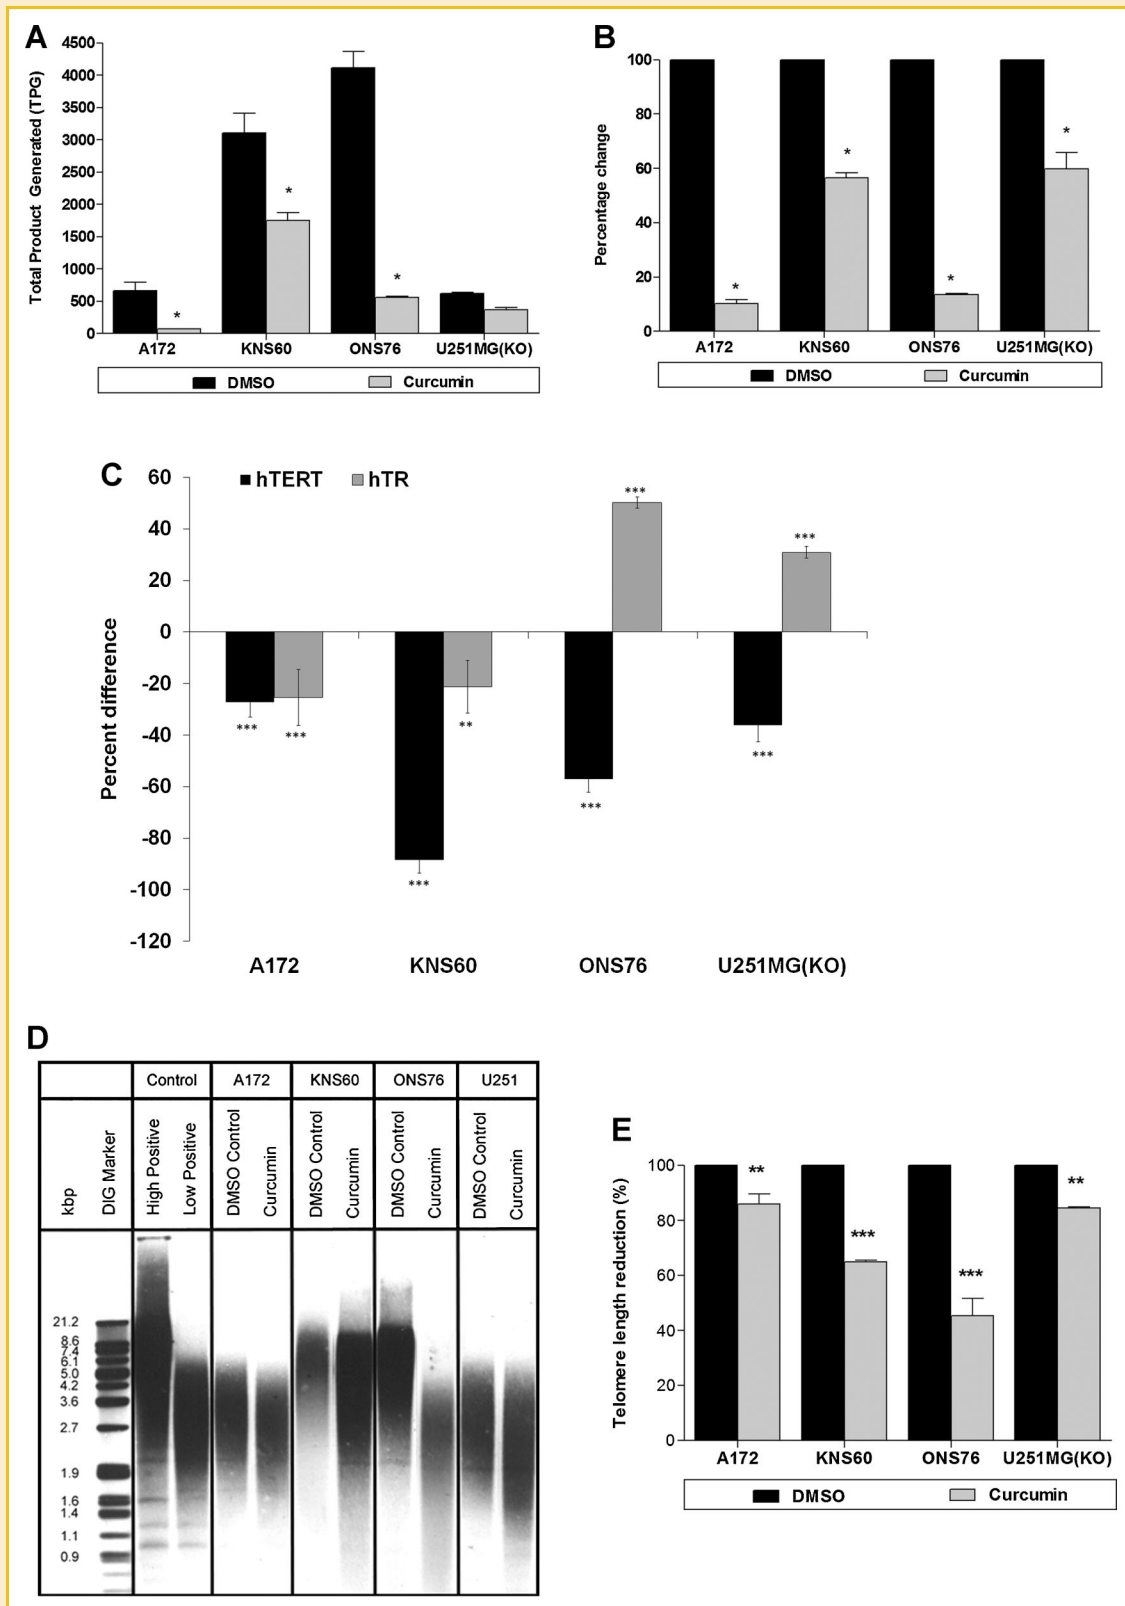 A
Total Product Generated (TPG)
4500
4000
3500
3000
2500
2000
1500
1000
500
0
*
*
*
A172 KNS60 ONS76 U251MG(KO)
DMSO Curcumin
B
Percentage change
100
80
60
40
20
0
*
*
*
*
A172 KNS60 ONS76 U251MG(KO)
DMSO Curcumin
C
hTERT hTR
Percent difference
60
40
20
0
-20
-40
-60
-80
-100
-120
***
***
***
**
***
***
***
***
A172 KNS60 ONS76 U251MG(KO)
D
Control A172 KNS60 ONS76 U251
kbp
DIG Marker
High Positive
Low Positive
DMSO Control
Curcumin
DMSO Control
Curcumin
DMSO Control
Curcumin
DMSO Control
Curcumin
21.2
8.6
7.4
6.1
5.0
4.2
3.6
2.7
1.9
1.6
1.4
1.1
0.9
E
Telomere length reduction (%)
100
80
60
40
20
0
**
***
***
**
A172 KNS60 ONS76 U251MG(KO)
DMSO Curcumin